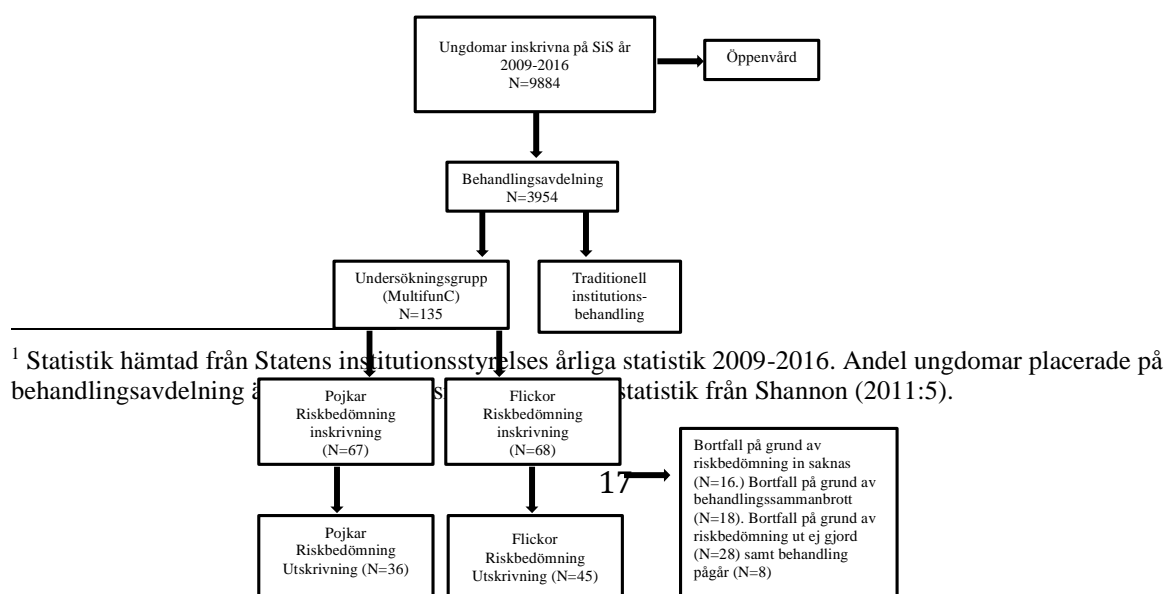 Ungdomar inskrivna på SiS år
2009-2016
N=9884
Öppenvård
Behandlingsavdelning
N=3954
Undersökningsgrupp
(MultifunC)
N=135
Traditionell
institutions-
behandling
1 Statistik hämtad från Statens institutionsstyrelses årliga statistik 2009-2016. Andel ungdomar placerade på
behandlingsavdelning statistik från Shannon (2011:5).
Pojkar
Riskbedömning
inskrivning
(N=67)
Flickor
Riskbedömning
inskrivning
(N=68)
17
Bortfall på grund av
riskbedömning in saknas
(N=16.) Bortfall på grund av
behandlingssammanbrott
(N=18). Bortfall på grund av
riskbedömning ut ej gjord
(N=28) samt behandling
pågår (N=8)
Pojkar
Riskbedömning
Utskrivning (N=36)
Flickor
Riskbedömning
Utskrivning (N=45)